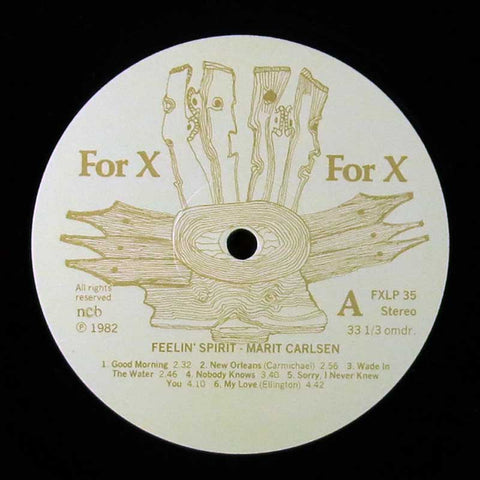 For X
For X
All rights
reserved
ncb
℗ 1982
A
FXLP 35
Stereo
33 1/3 omdr.
FEELIN' SPIRIT - MARIT CARLSEN
1. Good Morning 2.32 2. New Orleans (Carmichael) 2.56 3. Wade In
The Water 2.46 4. Nobody Knows 3.40 5. Sorry, I Never Knew
You 4.10 6. My Love (Ellington) 4.42